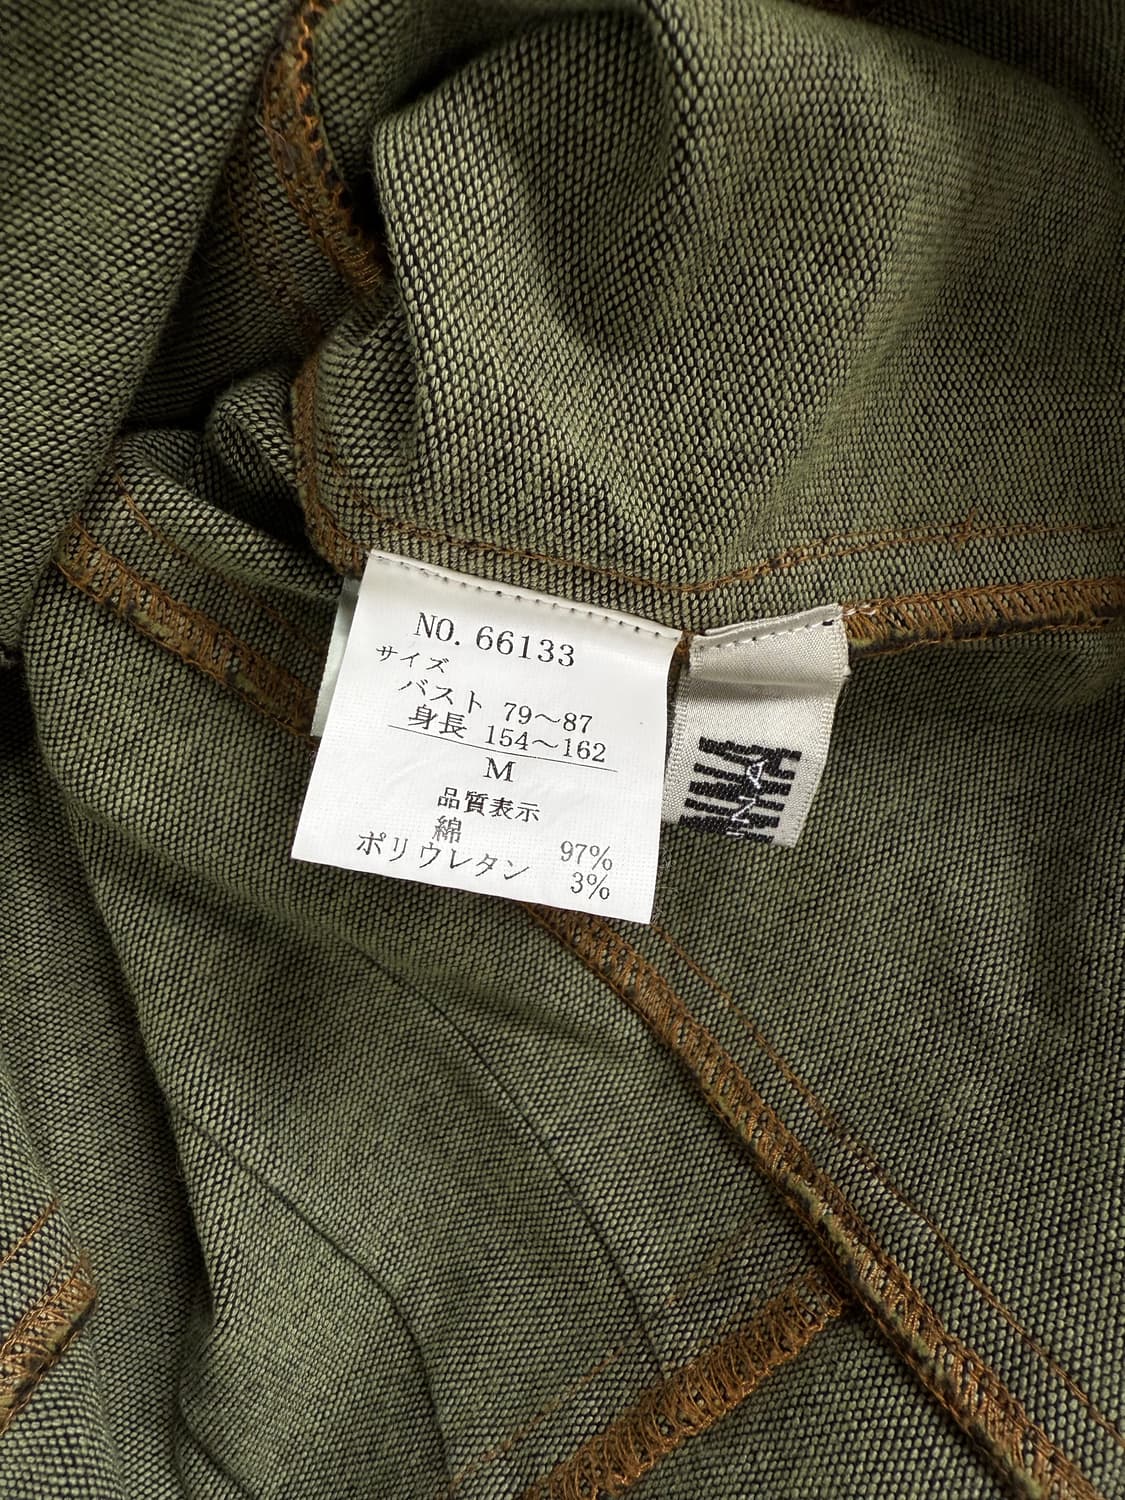 NO. 66133
サイズ
バスト 79～87
身長 154～162
M
品質表示
綿 97%
ポリウレタン 3%